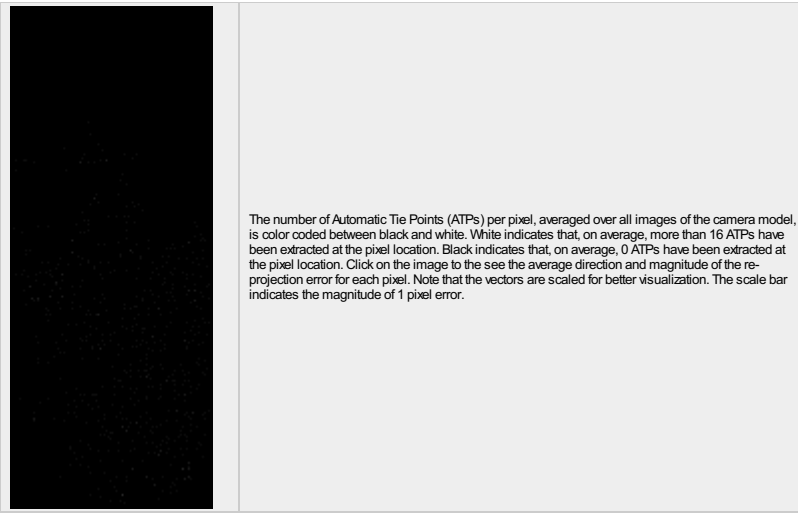 The number of Automatic Tie Points (ATPs) per pixel, averaged over all images of the camera model,
is color coded between black and white. White indicates that, on average, more than 16 ATPs have
been extracted at the pixel location. Black indicates that, on average, 0 ATPs have been extracted at
the pixel location. Click on the image to the see the average direction and magnitude of the re-
projection error for each pixel. Note that the vectors are scaled for better visualization. The scale bar
indicates the magnitude of 1 pixel error.